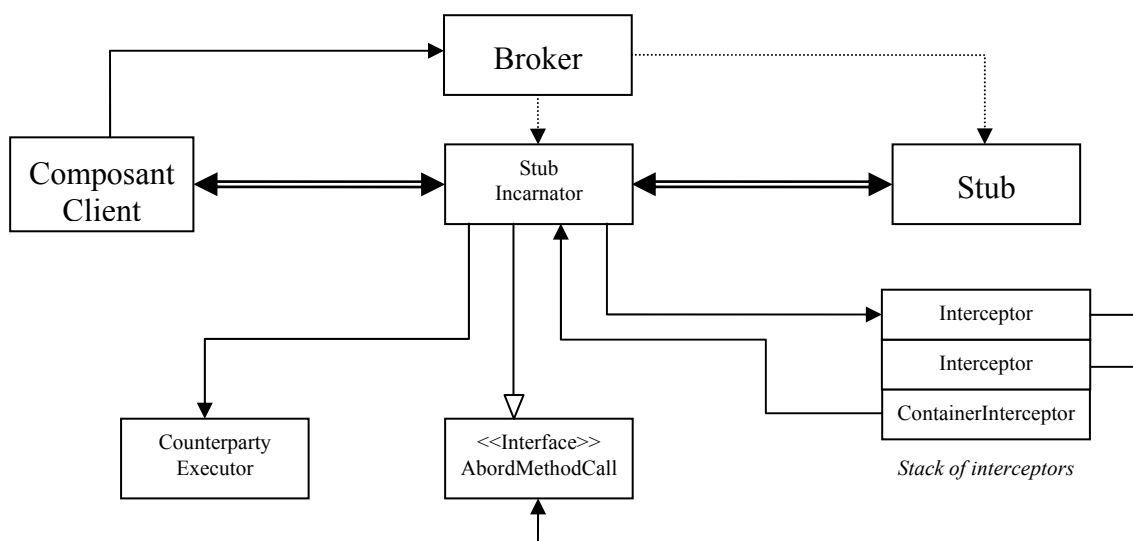 Broker
Composant
Client
Stub
Incarnator
Stub
Interceptor
Interceptor
ContainerInterceptor
Counterparty
Executor
<<Interface>>
AbordMethodCall
Stack of interceptors